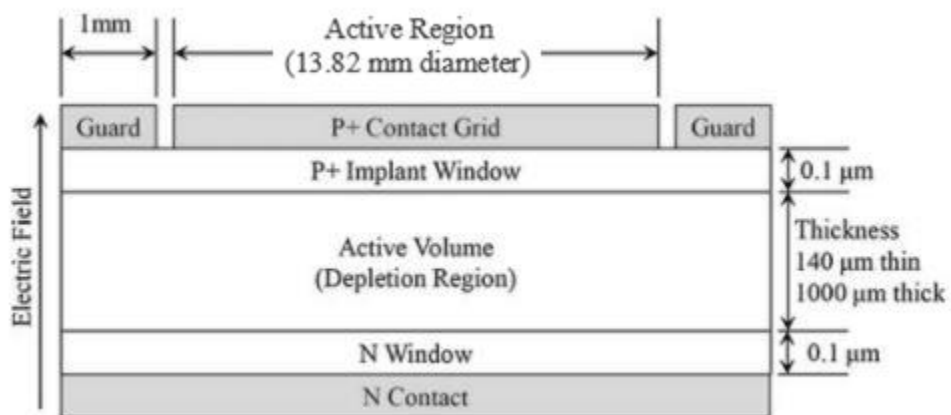 1mm
Active Region
(13.82 mm diameter)
Guard
P+ Contact Grid
Guard
P+ Implant Window
0.1 μm
Electric Field
Active Volume
(Depletion Region)
Thickness
140 μm thin
1000 μm thick
N Window
0.1 μm
N Contact